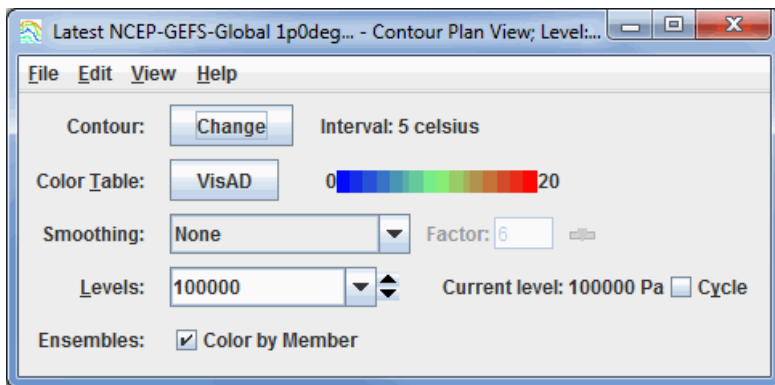 Latest NCEP-GEFS-Global 1p0deg... - Contour Plan View; Level:...
File Edit View Help
Contour: Change Interval: 5 celsius
Color Table: VisAD 0 20
Smoothing: None Factor: 6
Levels: 100000 Current level: 100000 Pa Cycle
Ensembles: Color by Member